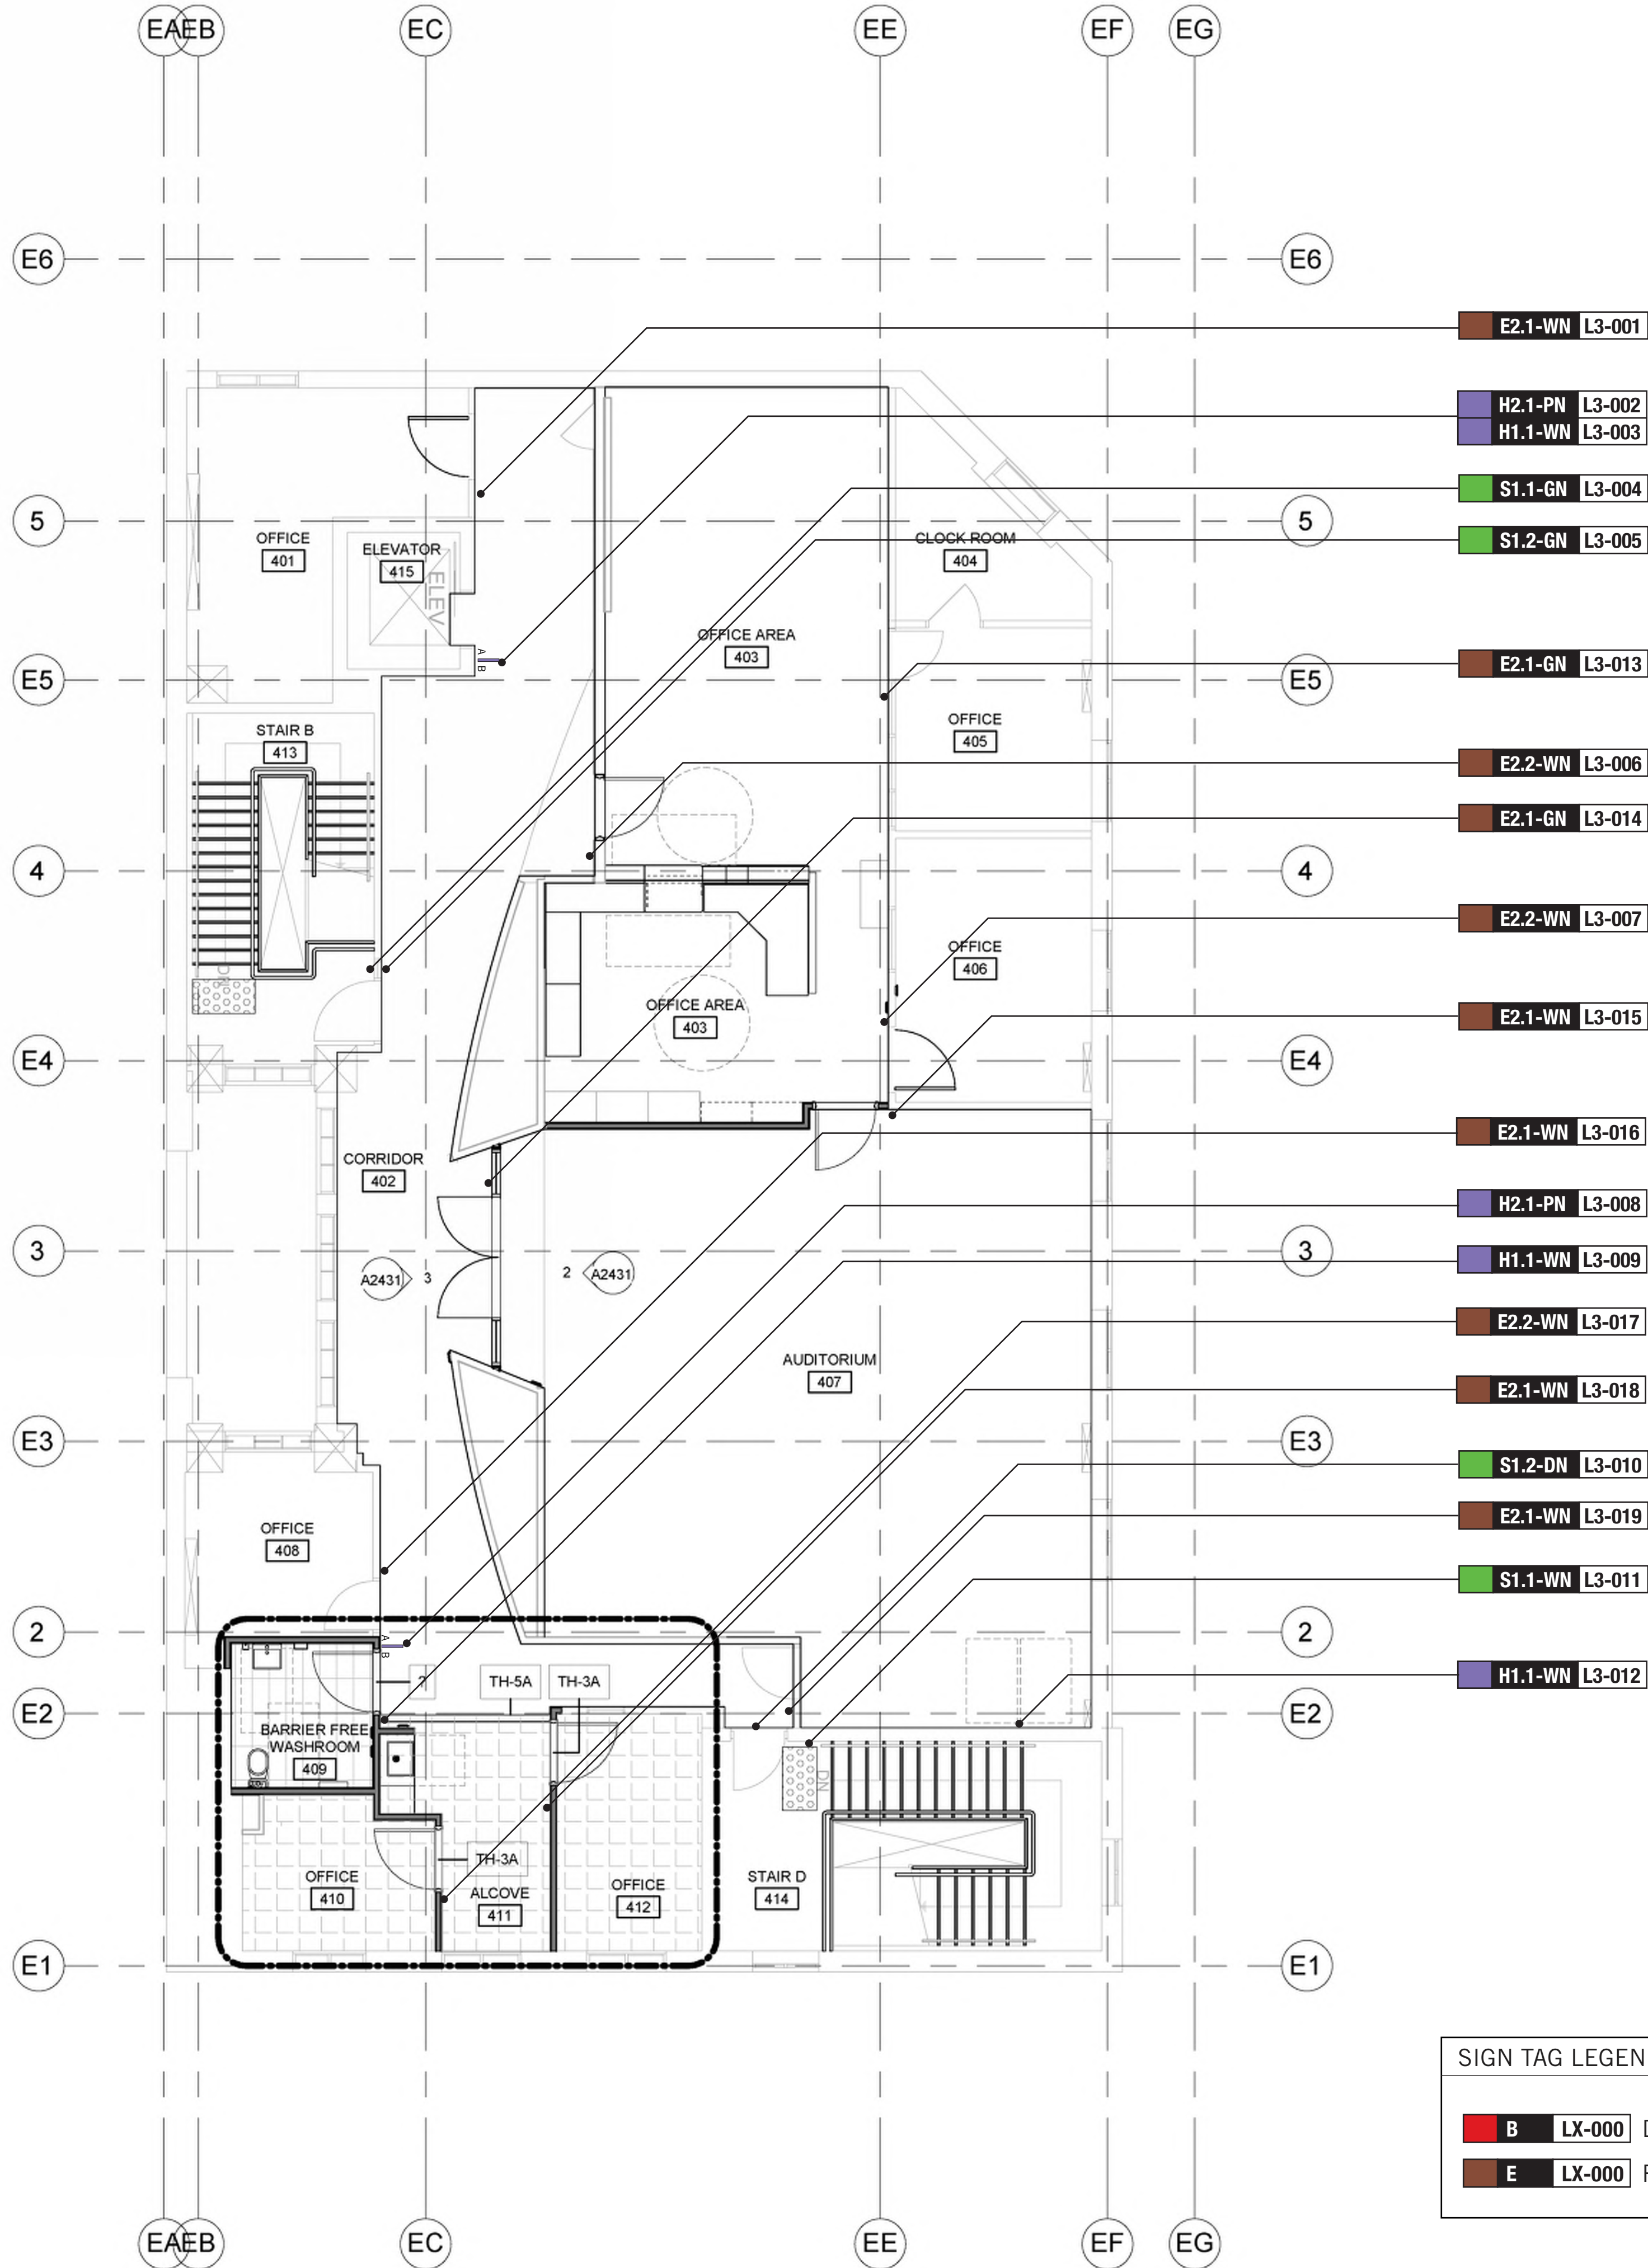 EA EB EC EE EF EG
E6 E6
E2.1-WN L3-001
H2.1-PN L3-002
H1.1-WN L3-003
S1.1-GN L3-004
5 5
OFFICE
401
ELEVATOR
415
ELEV
CLOCK ROOM
404
S1.2-GN L3-005
OFFICE AREA
403
A
B
E2.1-GN L3-013
E5 E5
STAIR B
413
OFFICE
405
E2.2-WN L3-006
E2.1-GN L3-014
4 4
E2.2-WN L3-007
OFFICE
406
DN
OFFICE AREA
403
E2.1-WN L3-015
E4 E4
E2.1-WN L3-016
CORRIDOR
402
H2.1-PN L3-008
3 3
H1.1-WN L3-009
A2431 3
2 A2431
E2.2-WN L3-017
AUDITORIUM
407
E2.1-WN L3-018
E3 E3
S1.2-DN L3-010
E2.1-WN L3-019
OFFICE
408
S1.1-WN L3-011
2 2
A
B
H1.1-WN L3-012
2
TH-5A TH-3A
E2 E2
BARRIER FREE
WASHROOM
409
DN
TH-3A
OFFICE
410
ALCOVE
411
OFFICE
412
STAIR D
414
E1 E1
SIGN TAG LEGEN
B LX-000
E LX-000
EA EB EC EE EF EG